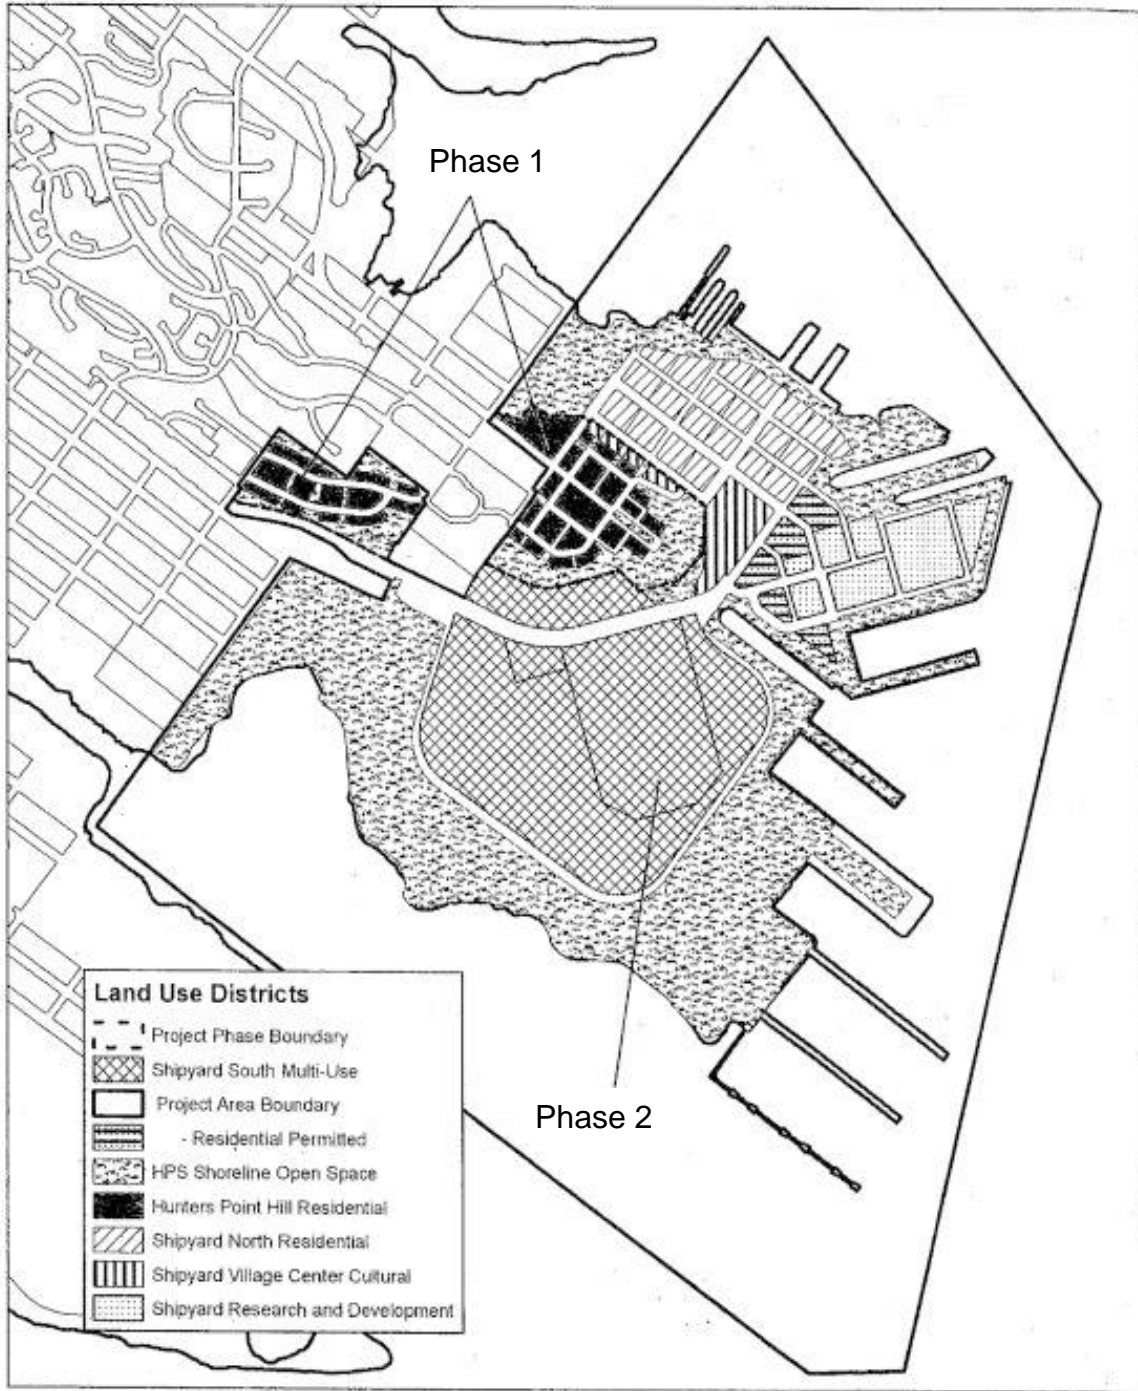 Phase 1
Phase 2
Land Use Districts
Project Phase Boundary
Shipyard South Multi-Use
Project Area Boundary
- Residential Permitted
HPS Shoreline Open Space
Hunters Point Hill Residential
Shipyard North Residential
Shipyard Village Center Cultural
Shipyard Research and Development